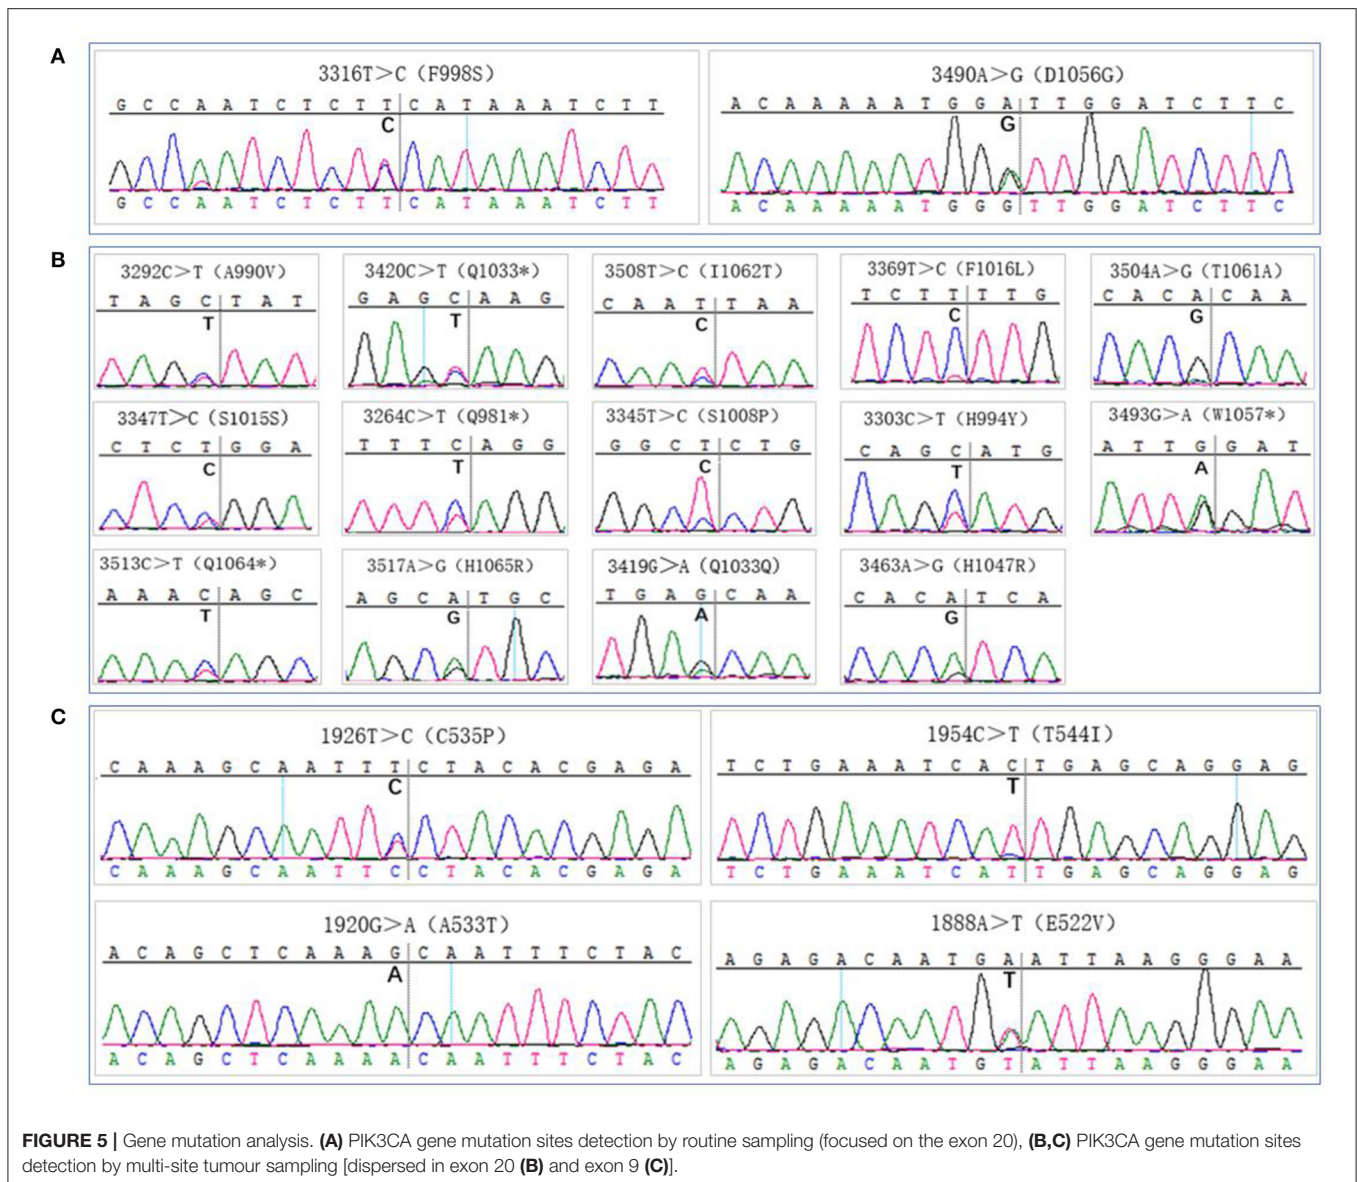 A
3316T>C (F998S)
G C C A A T C T C T T C A T A A A T C T T
C
G C C A A T C T C T T C A T A A A T C T T
3490A>G (D1056G)
A C A A A A A T G G A T T G G A T C T T C
G
A C A A A A A T G G G T T G G A T C T T C
B
3292C>T (A990V)
T A G C T A T
T
3420C>T (Q1033*)
G A G C A A G
T
3508T>C (I1062T)
C A A T T A A
C
3369T>C (F1016L)
T C T T T T G
C
3504A>G (T1061A)
C A C A C A A
G
3347T>C (S1015S)
C T C T G G A
C
3264C>T (Q981*)
T T T C A G G
T
3345T>C (S1008P)
G G C T C T G
C
3303C>T (H994Y)
C A G C A T G
T
3493G>A (W1057*)
A T T G G A T
A
3513C>T (Q1064*)
A A A C A G C
T
3517A>G (H1065R)
A G C A T G C
G
3419G>A (Q1033Q)
T G A G C A A
A
3463A>G (H1047R)
C A C A T C A
G
C
1926T>C (C535P)
C A A A G C A A T T T C T A C A C G A G A
C
C A A A G C A A T T C C T A C A C G A G A
1954C>T (T544I)
T C T G A A A T C A C T G A G C A G G A G
T
T C T G A A A T C A T T G A G C A G G A G
1920G>A (A533T)
A C A G C T C A A A G C A A T T T C T A C
A
A C A G C T C A A A A C A A T T T C T A C
1888A>T (E522V)
A G A G A C A A T G A A T T A A G G G A A
T
A G A G A C A A T G T A T T A A G G G A A
FIGURE 5 | Gene mutation analysis. (A) PIK3CA gene mutation sites detection by routine sampling (focused on the exon 20), (B,C) PIK3CA gene mutation sites
detection by multi-site tumour sampling [dispersed in exon 20 (B) and exon 9 (C)].